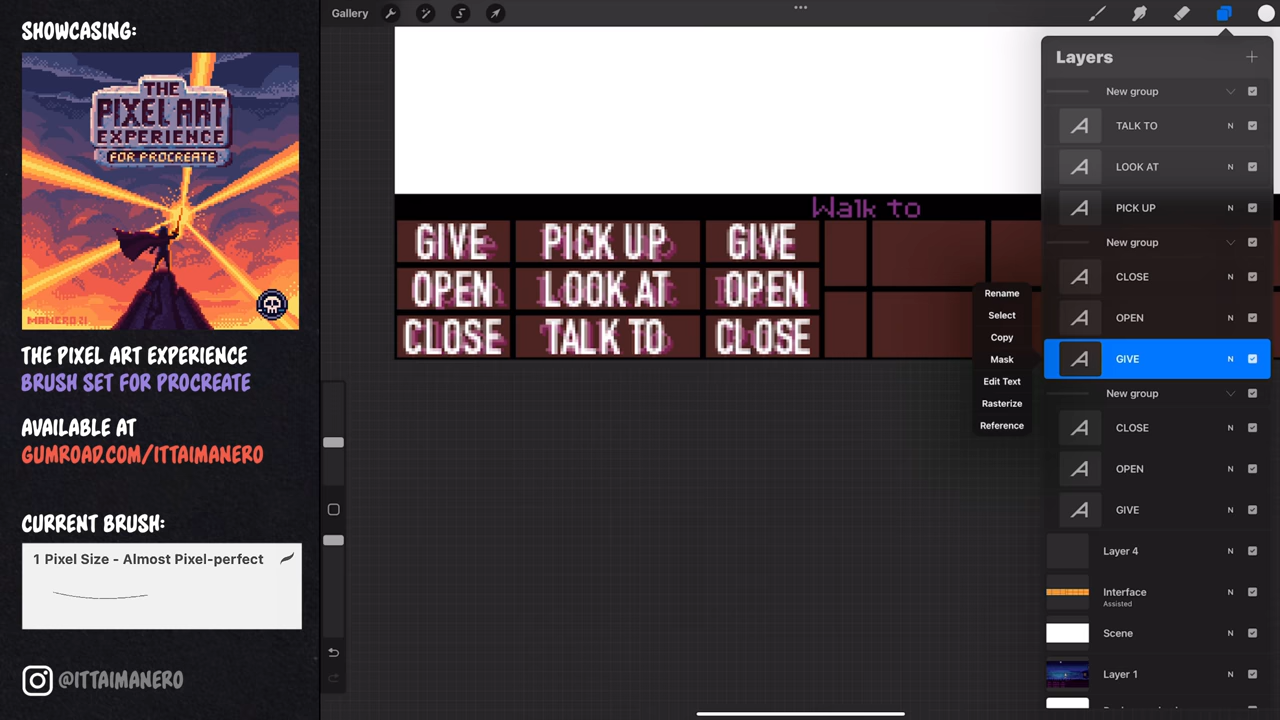 SHOWCASING:
THE
PIXEL ART
EXPERIENCE
FOR PROCREATE
MANERO 21
THE PIXEL ART EXPERIENCE
BRUSH SET FOR PROCREATE
AVAILABLE AT
GUMROAD.COM/ITTAIMANERO
CURRENT BRUSH:
1 Pixel Size - Almost Pixel-perfect
@ITTAIMANERO
Gallery
Walk to
GIVE PICK UP GIVE
OPEN LOOK AT OPEN
CLOSE TALK TO CLOSE
Rename
Select
Copy
Mask
Edit Text
Rasterize
Reference
Layers
New group
A TALK TO N
A LOOK AT N
A PICK UP N
New group
A CLOSE N
A OPEN N
A GIVE N
New group
A CLOSE N
A OPEN N
A GIVE N
Layer 4 N
Interface N
Assisted
Scene N
Layer 1 N